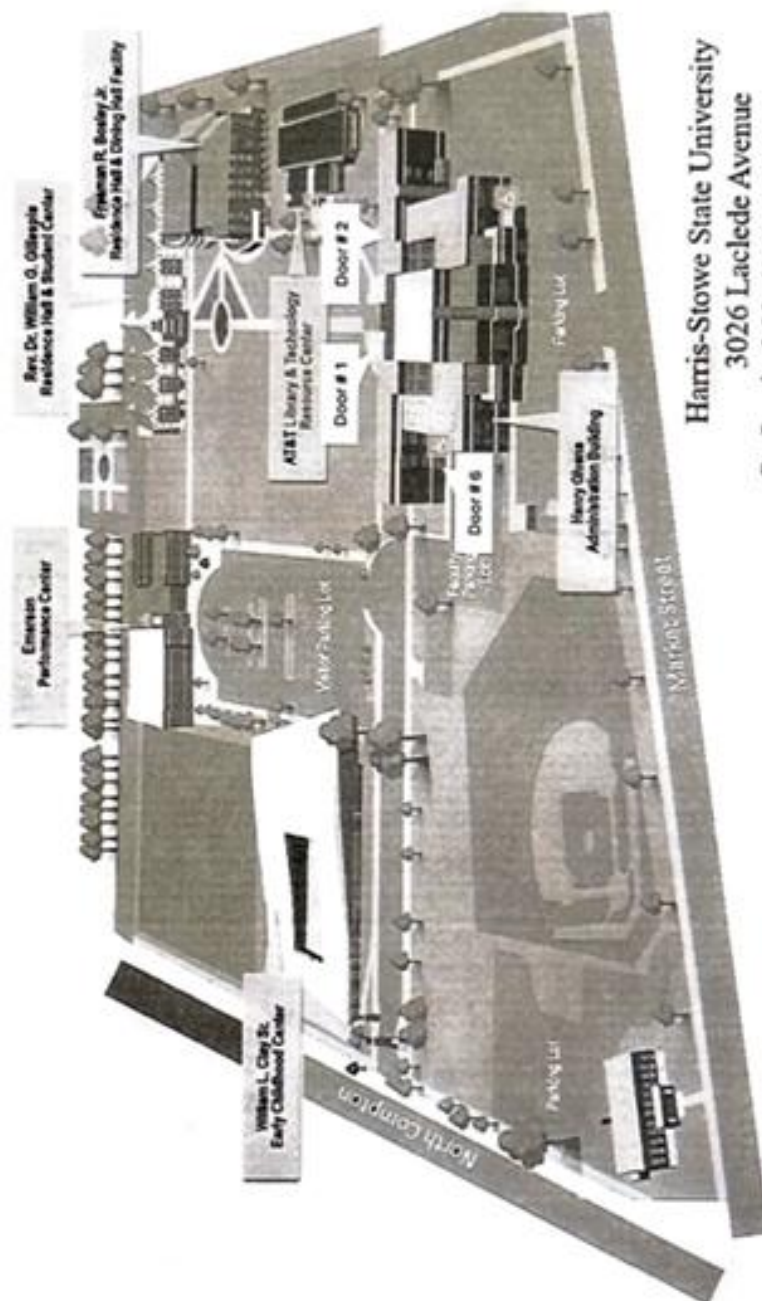 Emerson
Performance Center
Rev. Dr. William G. Gillespie
Residence Hall & Student Center
Freeman R. Bosley Jr.
Residence Hall & Dining Hall Facility
William L. Clay Sr.
Early Childhood Center
Visitor Parking Lot
AT&T Library & Technology
Resource Center
Door # 1
Door # 2
Door # 6
Faculty
Parking
Lot
Henry Givens
Administration Building
Parking Lot
Parking Lot
North Compton
Market Street
Harris-Stowe State University
3026 Laclede Avenue